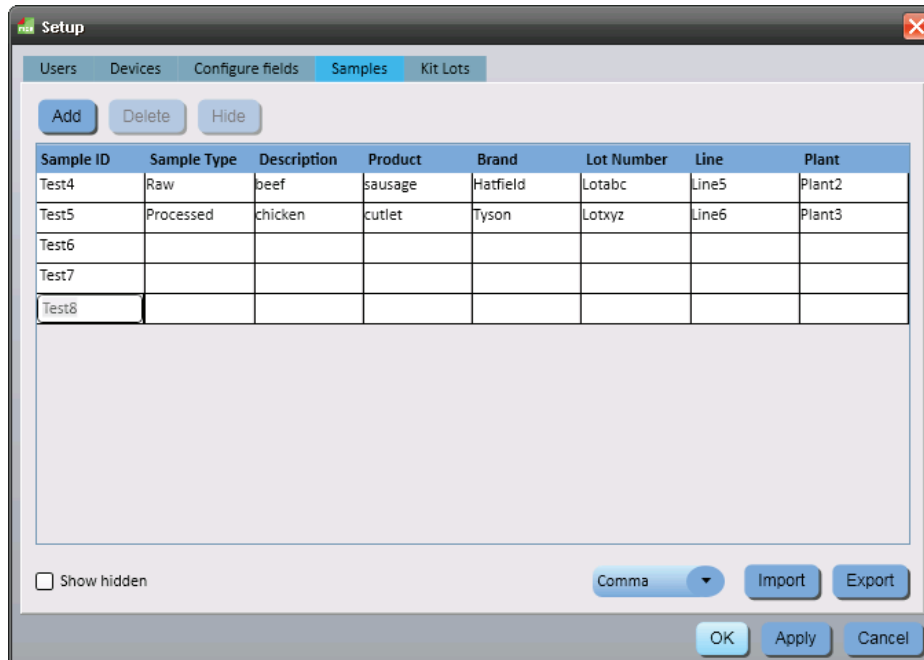 Setup
Users Devices Configure fields Samples Kit Lots
Add Delete Hide
Sample ID Sample Type Description Product Brand Lot Number Line Plant
Test4 Raw beef sausage Hatfield Lotabc Line5 Plant2
Test5 Processed chicken cutlet Tyson Lotxyz Line6 Plant3
Test6
Test7
Test8
Show hidden Comma Import Export
OK Apply Cancel